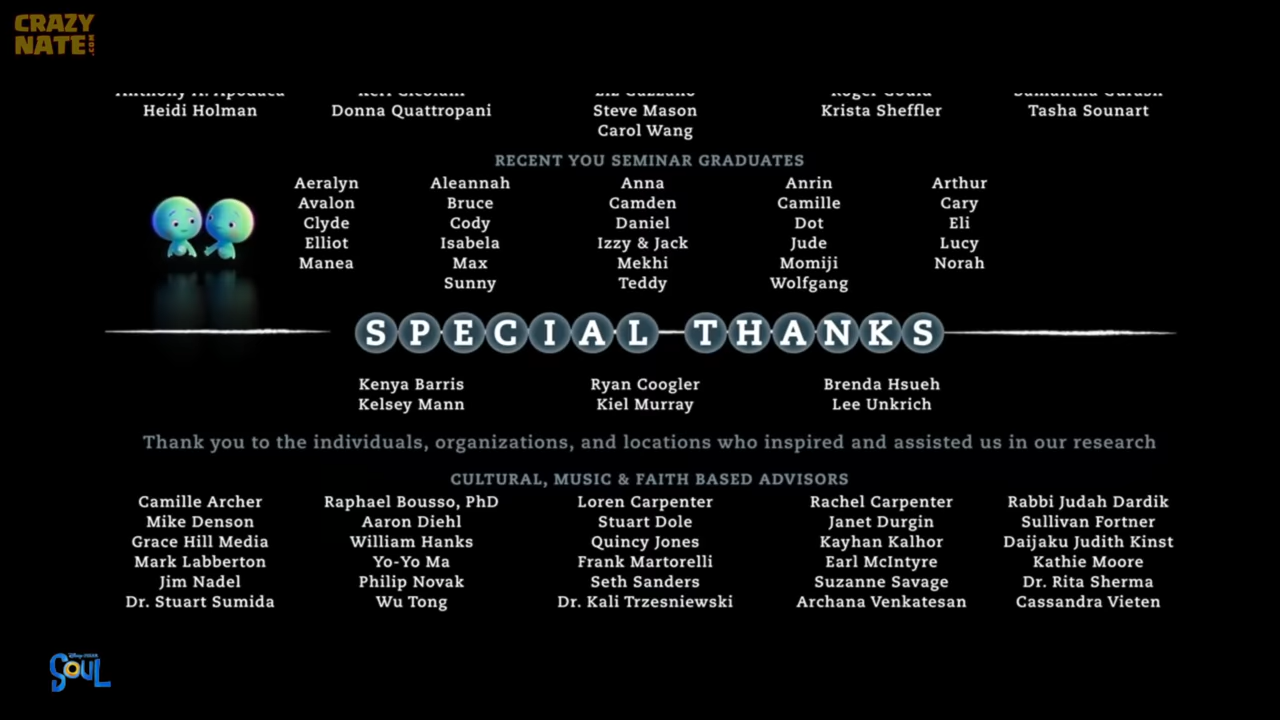 CRAZY
NATE.COM
Heidi Holman Donna Quattropani Steve Mason Krista Sheffler Tasha Sounart
Carol Wang
RECENT YOU SEMINAR GRADUATES
Aeralyn Aleannah Anna Anrin Arthur
Avalon Bruce Camden Camille Cary
Clyde Cody Daniel Dot Eli
Elliot Isabela Izzy & Jack Jude Lucy
Manea Max Mekhi Momiji Norah
Sunny Teddy Wolfgang
SPECIAL THANKS
Kenya Barris Ryan Coogler Brenda Hsueh
Kelsey Mann Kiel Murray Lee Unkrich
Thank you to the individuals, organizations, and locations who inspired and assisted us in our research
CULTURAL, MUSIC & FAITH BASED ADVISORS
Camille Archer Raphael Bousso, PhD Loren Carpenter Rachel Carpenter Rabbi Judah Dardik
Mike Denson Aaron Diehl Stuart Dole Janet Durgin Sullivan Fortner
Grace Hill Media William Hanks Quincy Jones Kayhan Kalhor Daijaku Judith Kinst
Mark Labberton Yo-Yo Ma Frank Martorelli Earl McIntyre Kathie Moore
Jim Nadel Philip Novak Seth Sanders Suzanne Savage Dr. Rita Sherma
Dr. Stuart Sumida Wu Tong Dr. Kali Trzesniewski Archana Venkatesan Cassandra Vieten
Disney PIXAR
SOUL